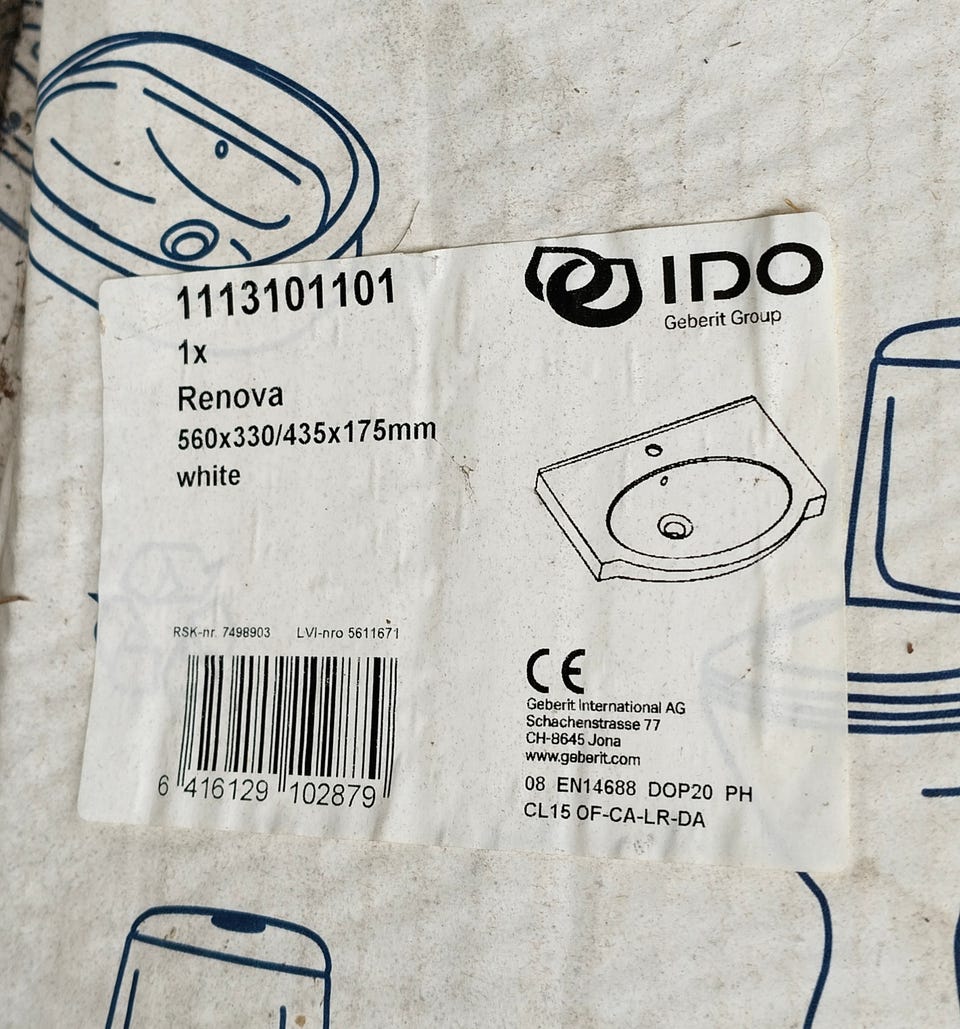 1113101101
1x
Renova
560x330/435x175mm
white
IDO
Geberit Group
RSK-nr. 7498903 LVI-nro 5611671
6 416129 102879
CE
Geberit International AG
Schachenstrasse 77
CH-8645 Jona
www.geberit.com
08 EN14688 DOP20 PH
CL15 OF-CA-LR-DA